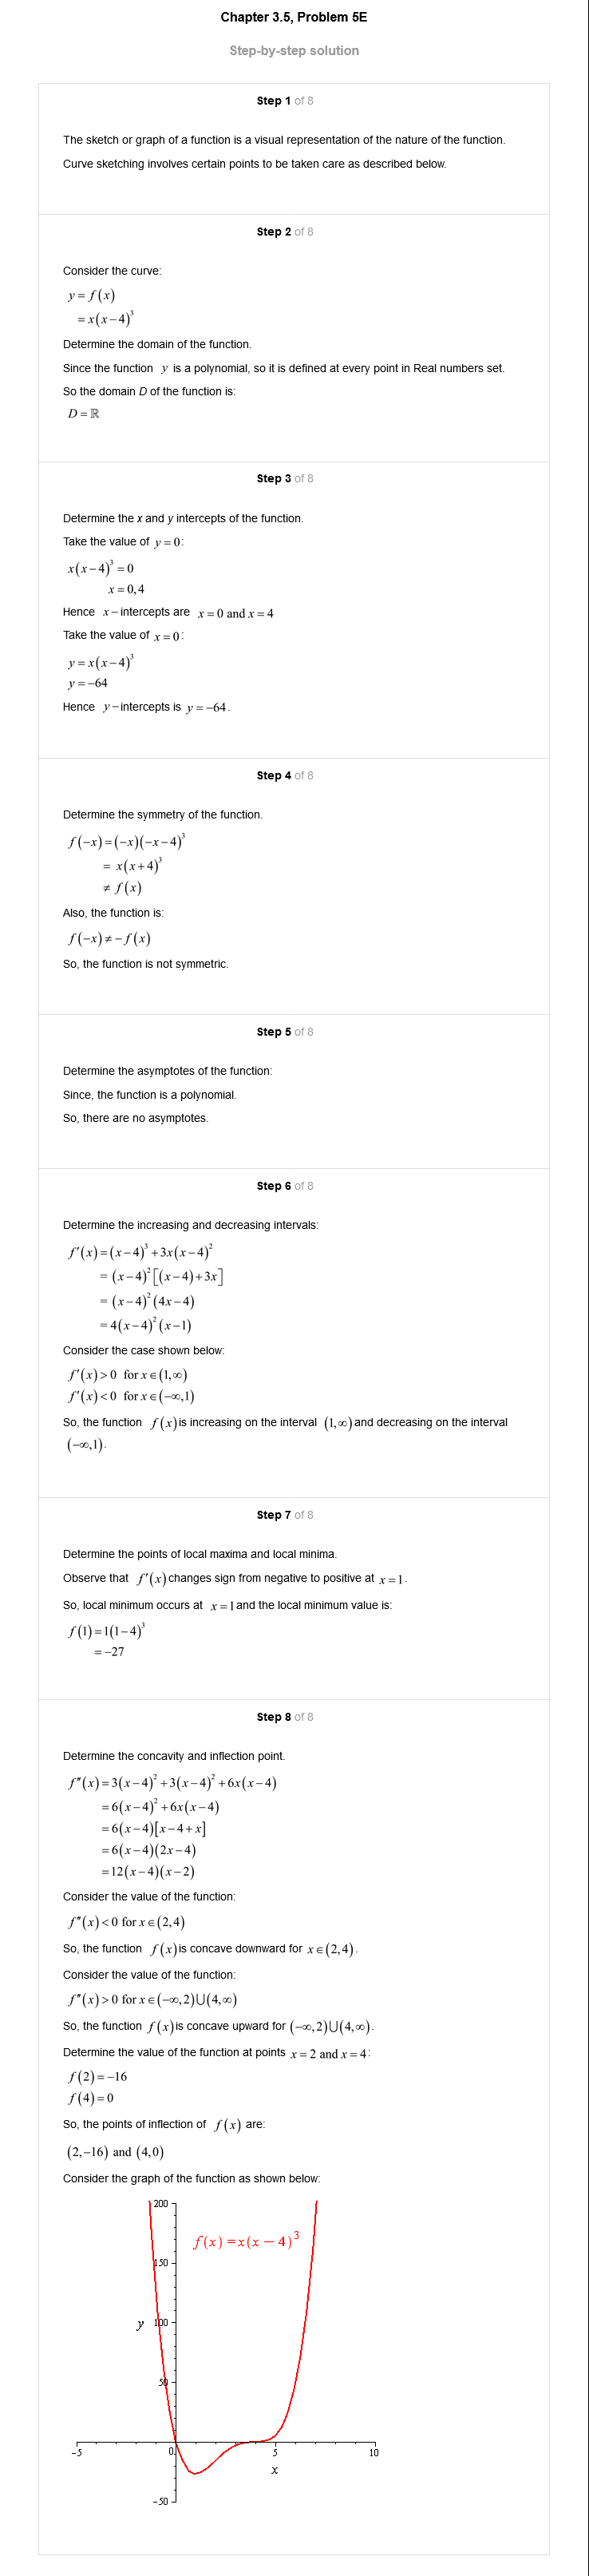 Chapter 3.5, Problem 5E
Step-by-step solution
Step 1 of 8
The sketch or graph of a function is a visual representation of the nature of the function.
Curve sketching involves certain points to be taken care as described below.
Step 2 of 8
Consider the curve:
y = f(x)
= x(x−4)³
Determine the domain of the function.
Since the function y is a polynomial, so it is defined at every point in Real numbers set.
So the domain D of the function is:
D = ℝ
Step 3 of 8
Determine the x and y intercepts of the function.
Take the value of y = 0:
x(x−4)³ = 0
x = 0,4
Hence x− intercepts are x = 0 and x = 4
Take the value of x = 0:
y = x(x−4)³
y = −64
Hence y− intercepts is y = −64.
Step 4 of 8
Determine the symmetry of the function.
f(−x) = (−x)(−x−4)³
= x(x+4)³
≠ f(x)
Also, the function is:
f(−x) ≠ −f(x)
So, the function is not symmetric.
Step 5 of 8
Determine the asymptotes of the function:
Since, the function is a polynomial.
So, there are no asymptotes.
Step 6 of 8
Determine the increasing and decreasing intervals:
f′(x) = (x−4)³ + 3x(x−4)²
= (x−4)²[(x−4)+3x]
= (x−4)²(4x−4)
= 4(x−4)²(x−1)
Consider the case shown below:
f′(x) > 0 for x∈(1,∞)
f′(x) < 0 for x∈(−∞,1)
So, the function f(x) is increasing on the interval (1,∞) and decreasing on the interval
(−∞,1).
Step 7 of 8
Determine the points of local maxima and local minima.
Observe that f′(x) changes sign from negative to positive at x = 1.
So, local minimum occurs at x = 1 and the local minimum value is:
f(1) = 1(1−4)³
= −27
Step 8 of 8
Determine the concavity and inflection point.
f″(x) = 3(x−4)² + 3(x−4)² + 6x(x−4)
= 6(x−4)² + 6x(x−4)
= 6(x−4)[x−4+x]
= 6(x−4)(2x−4)
= 12(x−4)(x−2)
Consider the value of the function:
f″(x) < 0 for x∈(2,4)
So, the function f(x) is concave downward for x∈(2,4).
Consider the value of the function:
f″(x) > 0 for x∈(−∞,2)∪(4,∞)
So, the function f(x) is concave upward for (−∞,2)∪(4,∞).
Determine the value of the function at points x = 2 and x = 4:
f(2) = −16
f(4) = 0
So, the points of inflection of f(x) are:
(2,−16) and (4,0)
Consider the graph of the function as shown below:
200
f(x) = x(x − 4)³
150
y 100
50
−5 0 5 10
x
−50